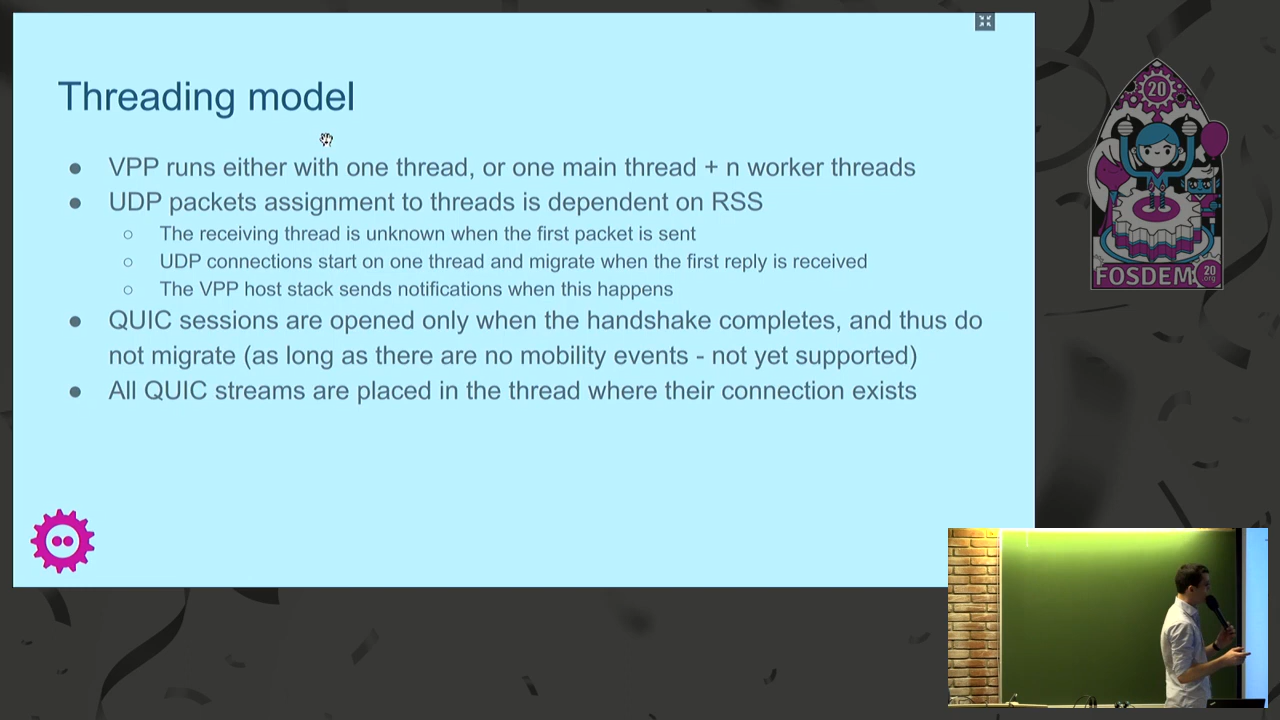 Threading model
● VPP runs either with one thread, or one main thread + n worker threads
● UDP packets assignment to threads is dependent on RSS
○ The receiving thread is unknown when the first packet is sent
○ UDP connections start on one thread and migrate when the first reply is received
○ The VPP host stack sends notifications when this happens
● QUIC sessions are opened only when the handshake completes, and thus do
not migrate (as long as there are no mobility events - not yet supported)
● All QUIC streams are placed in the thread where their connection exists
20
FOSDEM
20
.org